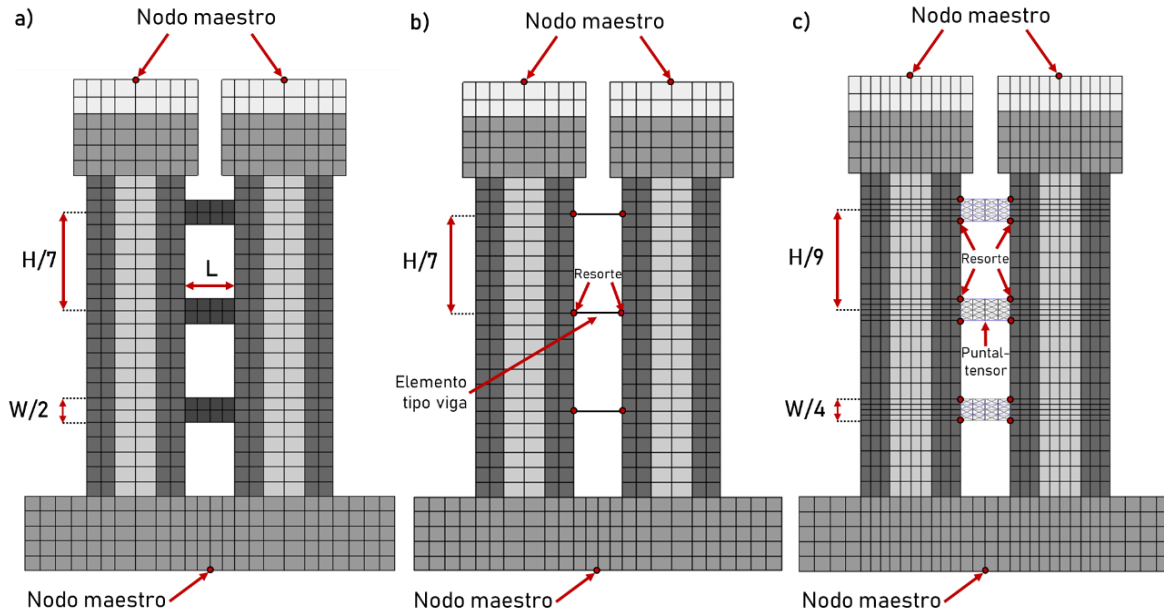 a)
Nodo maestro
H/7
L
W/2
Nodo maestro
b)
Nodo maestro
H/7
Resorte
Elemento
tipo viga
Nodo maestro
c)
Nodo maestro
H/9
Resorte
Puntal-
tensor
W/4
Nodo maestro